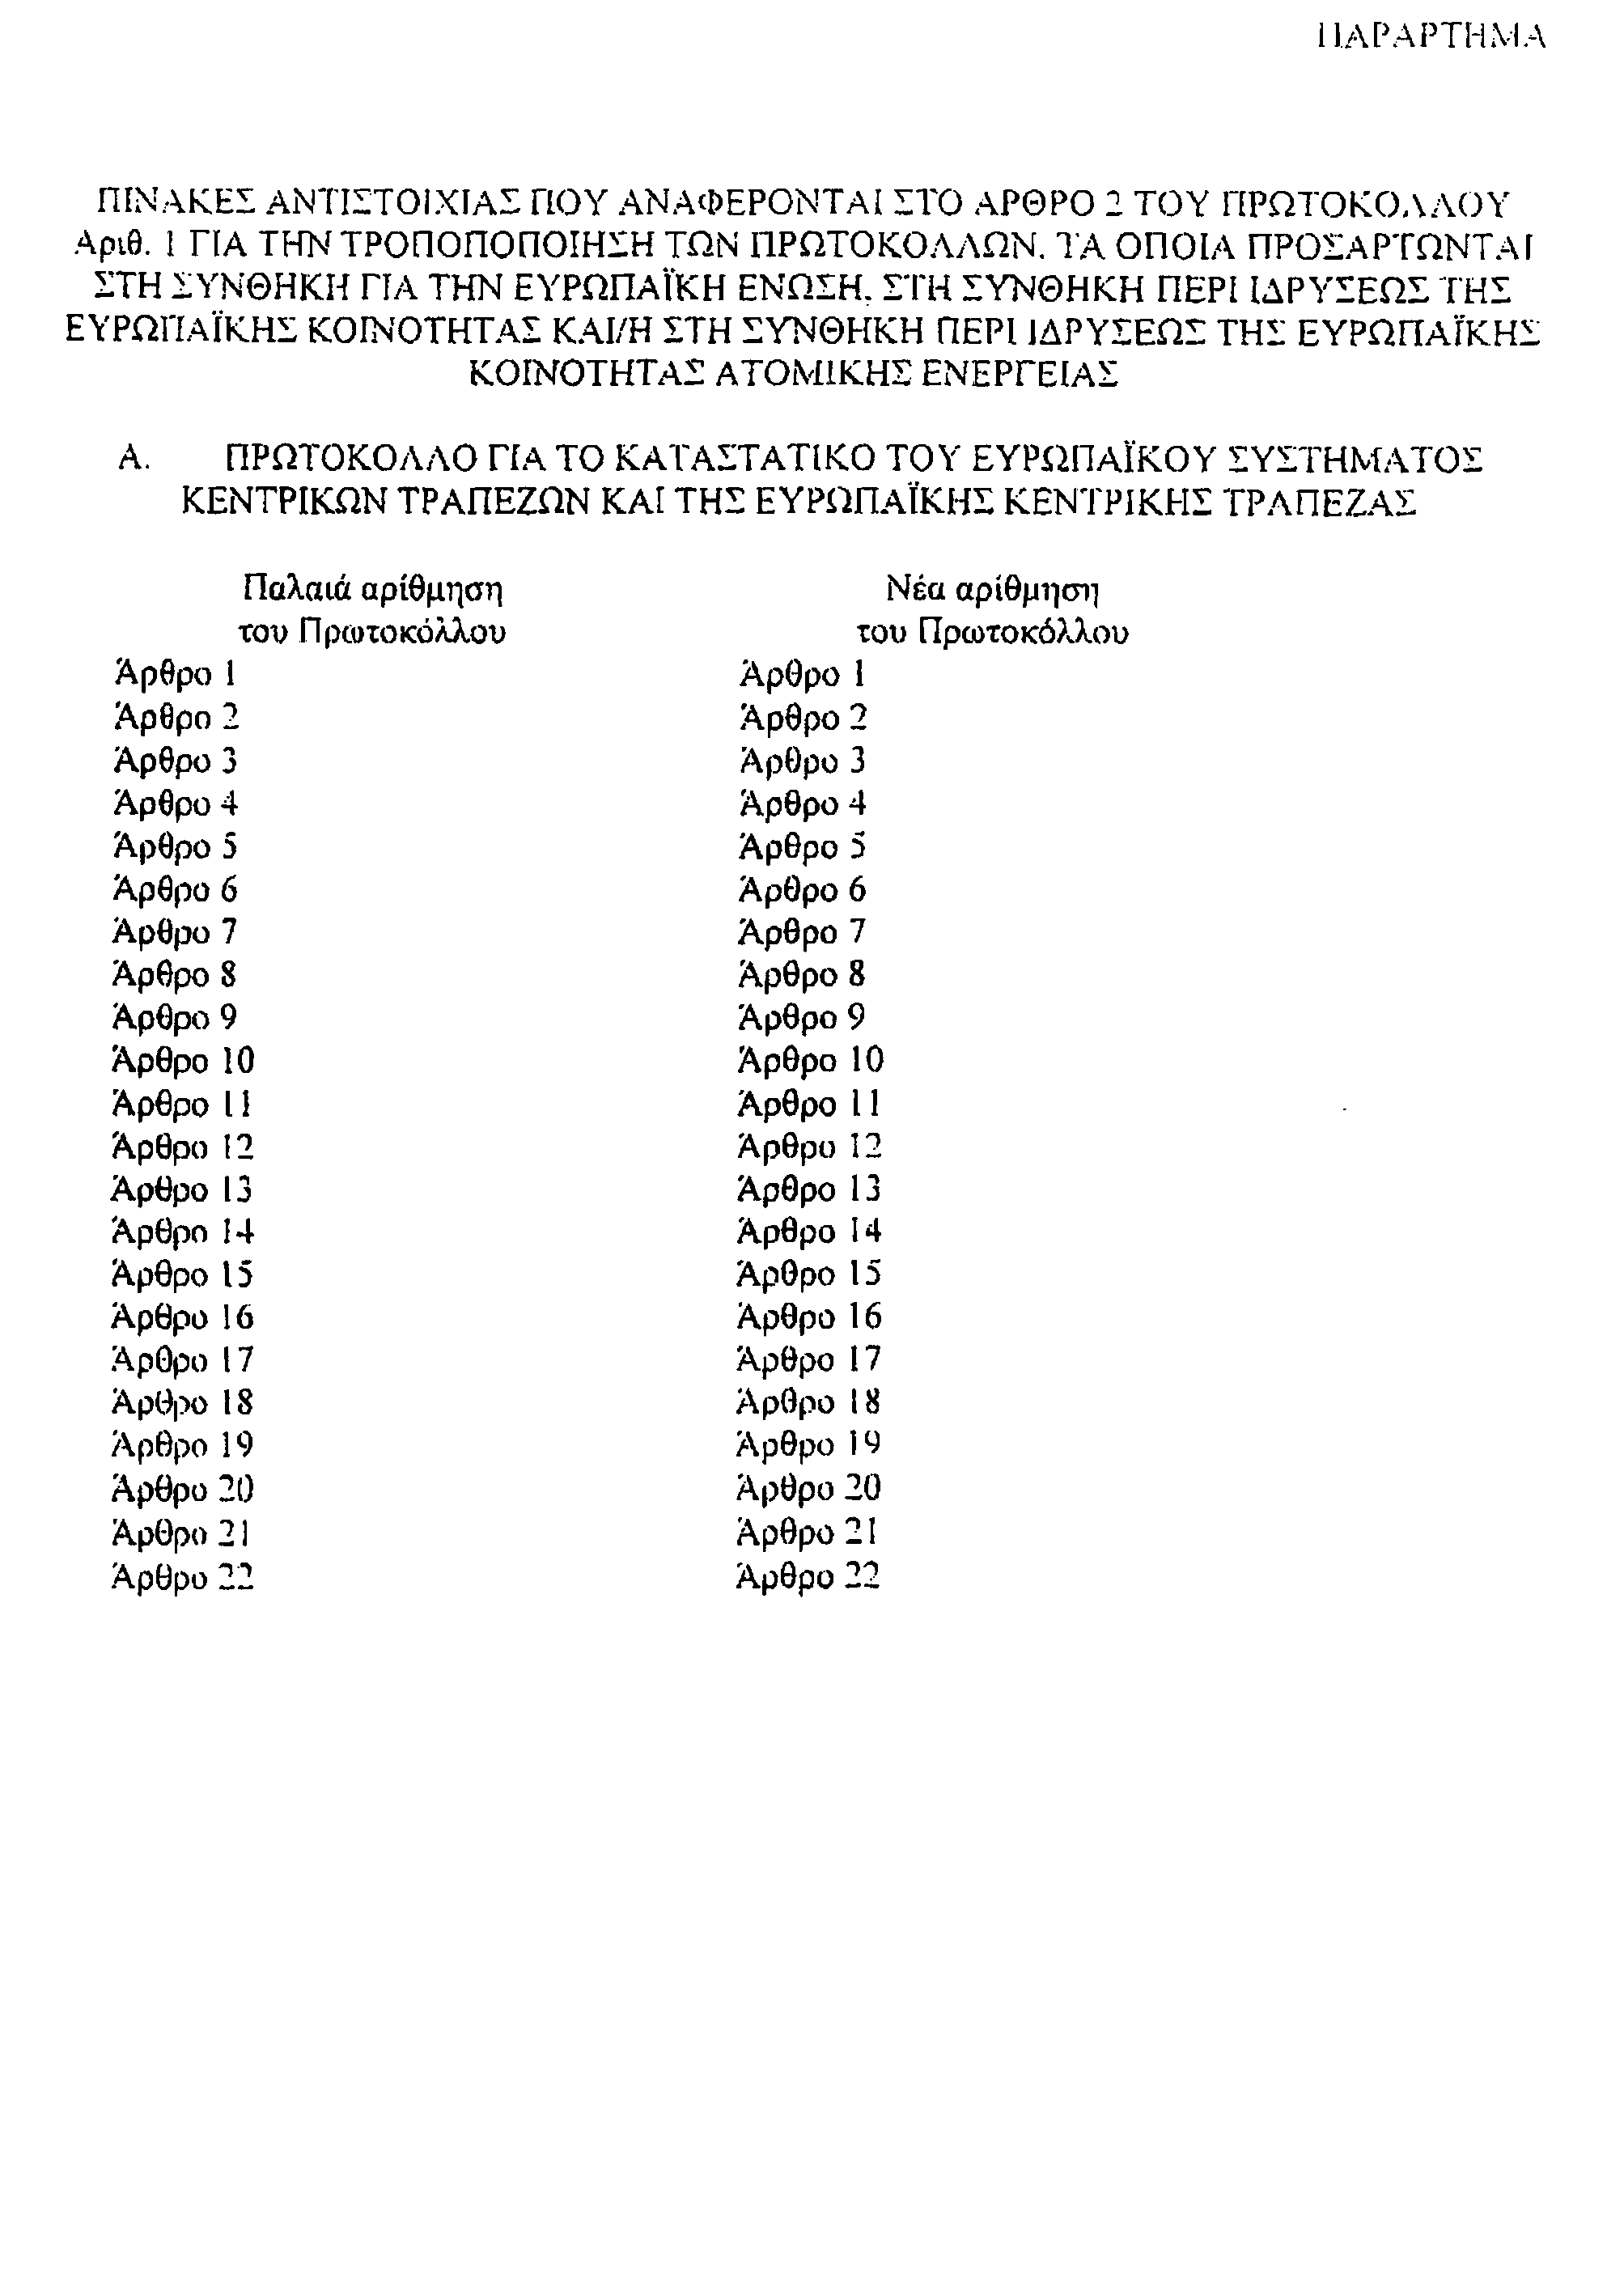 ΠΑΡΑΡΤΗΜΑ
ΠΙΝΑΚΕΣ ΑΝΤΙΣΤΟΙΧΙΑΣ ΠΟΥ ΑΝΑΦΕΡΟΝΤΑΙ ΣΤΟ ΑΡΘΡΟ 2 ΤΟΥ ΠΡΩΤΟΚΟΛΛΟΥ
Αριθ. 1 ΓΙΑ ΤΗΝ ΤΡΟΠΟΠΟΠΟΙΗΣΗ ΤΩΝ ΠΡΩΤΟΚΟΛΛΩΝ, ΤΑ ΟΠΟΙΑ ΠΡΟΣΑΡΤΩΝΤΑΙ
ΣΤΗ ΣΥΝΘΗΚΗ ΓΙΑ ΤΗΝ ΕΥΡΩΠΑΪΚΗ ΕΝΩΣΗ, ΣΤΗ ΣΥΝΘΗΚΗ ΠΕΡΙ ΙΔΡΥΣΕΩΣ ΤΗΣ
ΕΥΡΩΠΑΪΚΗΣ ΚΟΙΝΟΤΗΤΑΣ ΚΑΙ/Η ΣΤΗ ΣΥΝΘΗΚΗ ΠΕΡΙ ΙΔΡΥΣΕΩΣ ΤΗΣ ΕΥΡΩΠΑΪΚΗΣ
ΚΟΙΝΟΤΗΤΑΣ ΑΤΟΜΙΚΗΣ ΕΝΕΡΓΕΙΑΣ
Α. ΠΡΩΤΟΚΟΛΛΟ ΓΙΑ ΤΟ ΚΑΤΑΣΤΑΤΙΚΟ ΤΟΥ ΕΥΡΩΠΑΪΚΟΥ ΣΥΣΤΗΜΑΤΟΣ
ΚΕΝΤΡΙΚΩΝ ΤΡΑΠΕΖΩΝ ΚΑΙ ΤΗΣ ΕΥΡΩΠΑΪΚΗΣ ΚΕΝΤΡΙΚΗΣ ΤΡΑΠΕΖΑΣ
Παλαιά αρίθμηση Νέα αρίθμηση
του Πρωτοκόλλου του Πρωτοκόλλου
Άρθρο 1 Άρθρο 1
Άρθρο 2 Άρθρο 2
Άρθρο 3 Άρθρο 3
Άρθρο 4 Άρθρο 4
Άρθρο 5 Άρθρο 5
Άρθρο 6 Άρθρο 6
Άρθρο 7 Άρθρο 7
Άρθρο 8 Άρθρο 8
Άρθρο 9 Άρθρο 9
Άρθρο 10 Άρθρο 10
Άρθρο 11 Άρθρο 11
Άρθρο 12 Άρθρο 12
Άρθρο 13 Άρθρο 13
Άρθρο 14 Άρθρο 14
Άρθρο 15 Άρθρο 15
Άρθρο 16 Άρθρο 16
Άρθρο 17 Άρθρο 17
Άρθρο 18 Άρθρο 18
Άρθρο 19 Άρθρο 19
Άρθρο 20 Άρθρο 20
Άρθρο 21 Άρθρο 21
Άρθρο 22 Άρθρο 22